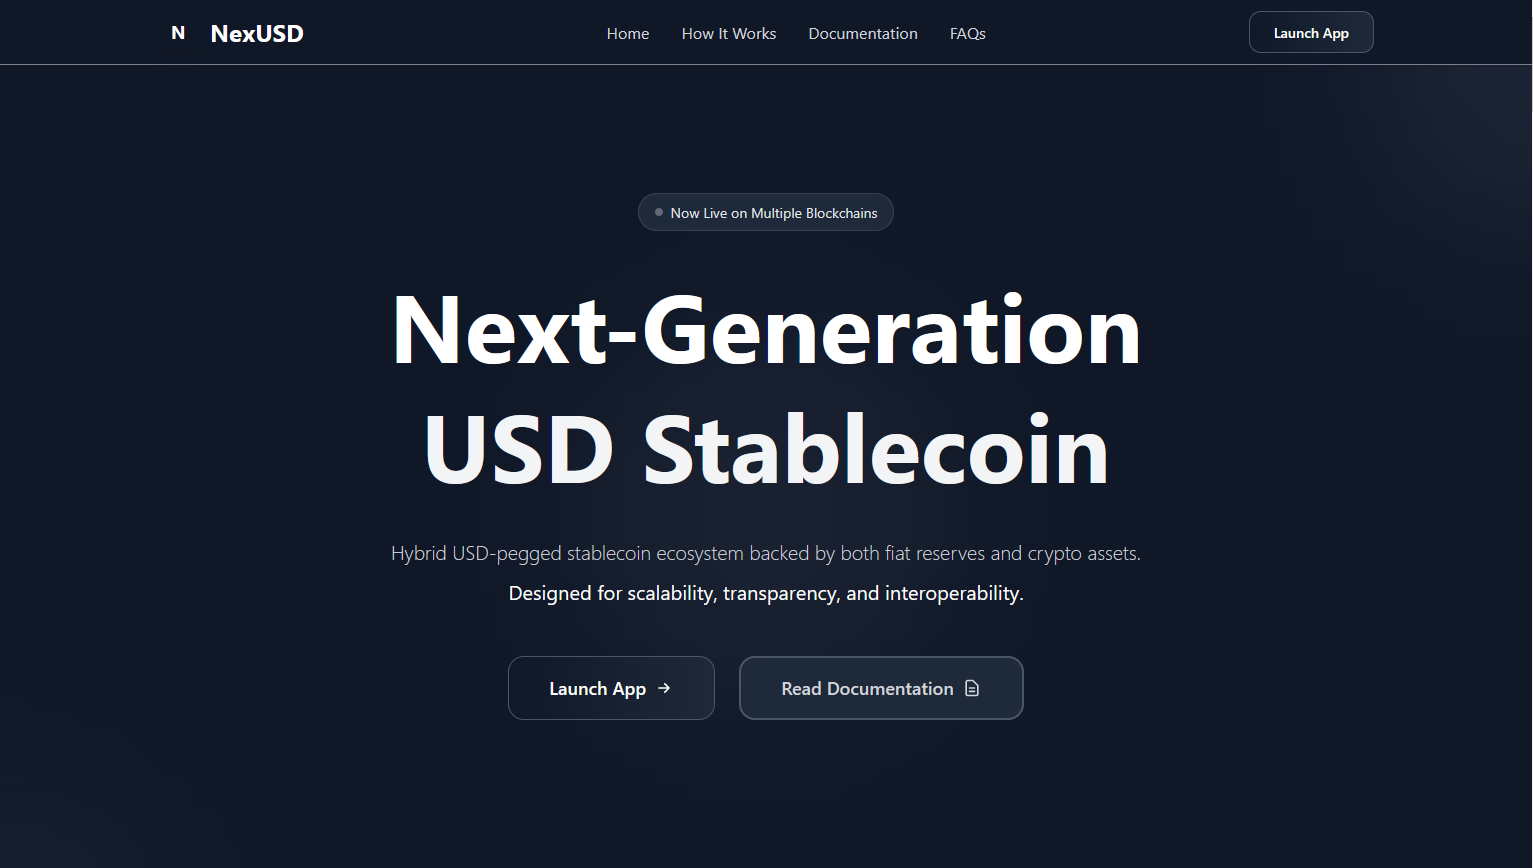 N NexUSD Home How It Works Documentation FAQs Launch App
Now Live on Multiple Blockchains
Next-Generation
USD Stablecoin
Hybrid USD-pegged stablecoin ecosystem backed by both fiat reserves and crypto assets.
Designed for scalability, transparency, and interoperability.
Launch App Read Documentation